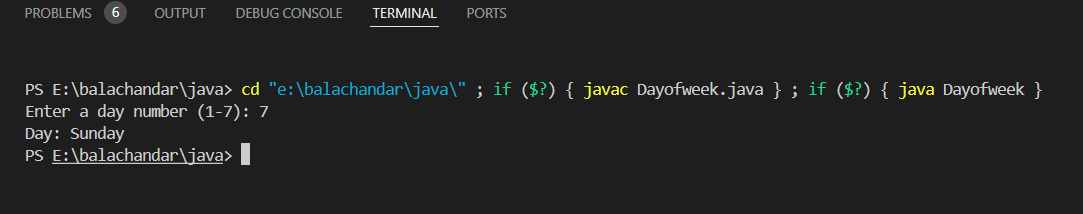 PROBLEMS 6 OUTPUT DEBUG CONSOLE TERMINAL PORTS
PS E:\balachandar\java> cd "e:\balachandar\java\" ; if ($?) { javac Dayofweek.java } ; if ($?) { java Dayofweek }
Enter a day number (1-7): 7
Day: Sunday
PS E:\balachandar\java>